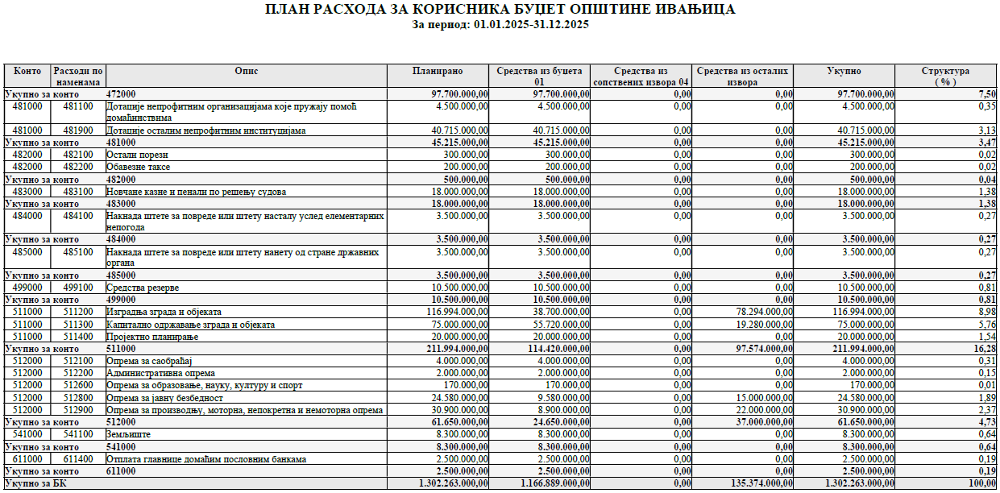 ПЛАН РАСХОДА ЗА КОРИСНИКА БУЏЕТ ОПШТИНЕ ИВАЊИЦА
За период: 01.01.2025-31.12.2025
Конто Расходи по наменама Опис Планирано Средства из буџета 01 Средства из сопствених извора 04 Средства из осталих извора Укупно Структура ( % )
Укупно за конто 472000 97.700.000,00 97.700.000,00 0,00 0,00 97.700.000,00 7,50
481000 481100 Дотације непрофитним организацијама које пружају помоћ 4.500.000,00 4.500.000,00 0,00 0,00 4.500.000,00 0,35
домаћинствима
481000 481900 Дотације осталим непрофитним институцијама 40.715.000,00 40.715.000,00 0,00 0,00 40.715.000,00 3,13
Укупно за конто 481000 45.215.000,00 45.215.000,00 0,00 0,00 45.215.000,00 3,47
482000 482100 Остали порези 300.000,00 300.000,00 0,00 0,00 300.000,00 0,02
482000 482200 Обавезне таксе 200.000,00 200.000,00 0,00 0,00 200.000,00 0,02
Укупно за конто 482000 500.000,00 500.000,00 0,00 0,00 500.000,00 0,04
483000 483100 Новчане казне и пенали по решењу судова 18.000.000,00 18.000.000,00 0,00 0,00 18.000.000,00 1,38
Укупно за конто 483000 18.000.000,00 18.000.000,00 0,00 0,00 18.000.000,00 1,38
484000 484100 Накнада штете за повреде или штету насталу услед елементарних 3.500.000,00 3.500.000,00 0,00 0,00 3.500.000,00 0,27
непогода
Укупно за конто 484000 3.500.000,00 3.500.000,00 0,00 0,00 3.500.000,00 0,27
485000 485100 Накнада штете за повреде или штету нанету од стране државних 3.500.000,00 3.500.000,00 0,00 0,00 3.500.000,00 0,27
органа
Укупно за конто 485000 3.500.000,00 3.500.000,00 0,00 0,00 3.500.000,00 0,27
499000 499100 Средства резерве 10.500.000,00 10.500.000,00 0,00 0,00 10.500.000,00 0,81
Укупно за конто 499000 10.500.000,00 10.500.000,00 0,00 0,00 10.500.000,00 0,81
511000 511200 Изградња зграда и објеката 116.994.000,00 38.700.000,00 0,00 78.294.000,00 116.994.000,00 8,98
511000 511300 Капитално одржавање зграда и објеката 75.000.000,00 55.720.000,00 0,00 19.280.000,00 75.000.000,00 5,76
511000 511400 Пројектно планирање 20.000.000,00 20.000.000,00 0,00 0,00 20.000.000,00 1,54
Укупно за конто 511000 211.994.000,00 114.420.000,00 0,00 97.574.000,00 211.994.000,00 16,28
512000 512100 Опрема за саобраћај 4.000.000,00 4.000.000,00 0,00 0,00 4.000.000,00 0,31
512000 512200 Административна опрема 2.000.000,00 2.000.000,00 0,00 0,00 2.000.000,00 0,15
512000 512600 Опрема за образовање, науку, културу и спорт 170.000,00 170.000,00 0,00 0,00 170.000,00 0,01
512000 512800 Опрема за јавну безбедност 24.580.000,00 9.580.000,00 0,00 15.000.000,00 24.580.000,00 1,89
512000 512900 Опрема за производњу, моторна, непокретна и немоторна опрема 30.900.000,00 8.900.000,00 0,00 22.000.000,00 30.900.000,00 2,37
Укупно за конто 512000 61.650.000,00 24.650.000,00 0,00 37.000.000,00 61.650.000,00 4,73
541000 541100 Земљиште 8.300.000,00 8.300.000,00 0,00 0,00 8.300.000,00 0,64
Укупно за конто 541000 8.300.000,00 8.300.000,00 0,00 0,00 8.300.000,00 0,64
611000 611400 Отплата главнице домаћим пословним банкама 2.500.000,00 2.500.000,00 0,00 0,00 2.500.000,00 0,19
Укупно за конто 611000 2.500.000,00 2.500.000,00 0,00 0,00 2.500.000,00 0,19
Укупно за БК 1.302.263.000,00 1.166.889.000,00 0,00 135.374.000,00 1.302.263.000,00 100,00